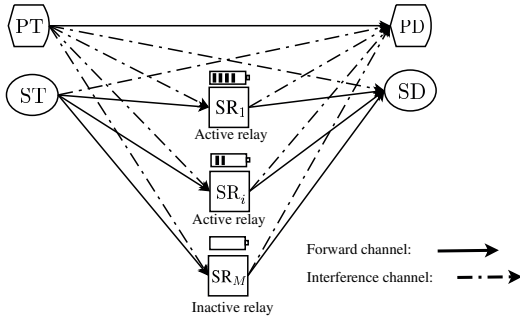 PT
PD
ST
SR1
SD
Active relay
SRi
Active relay
Forward channel:
SRM
Interference channel:
Inactive relay